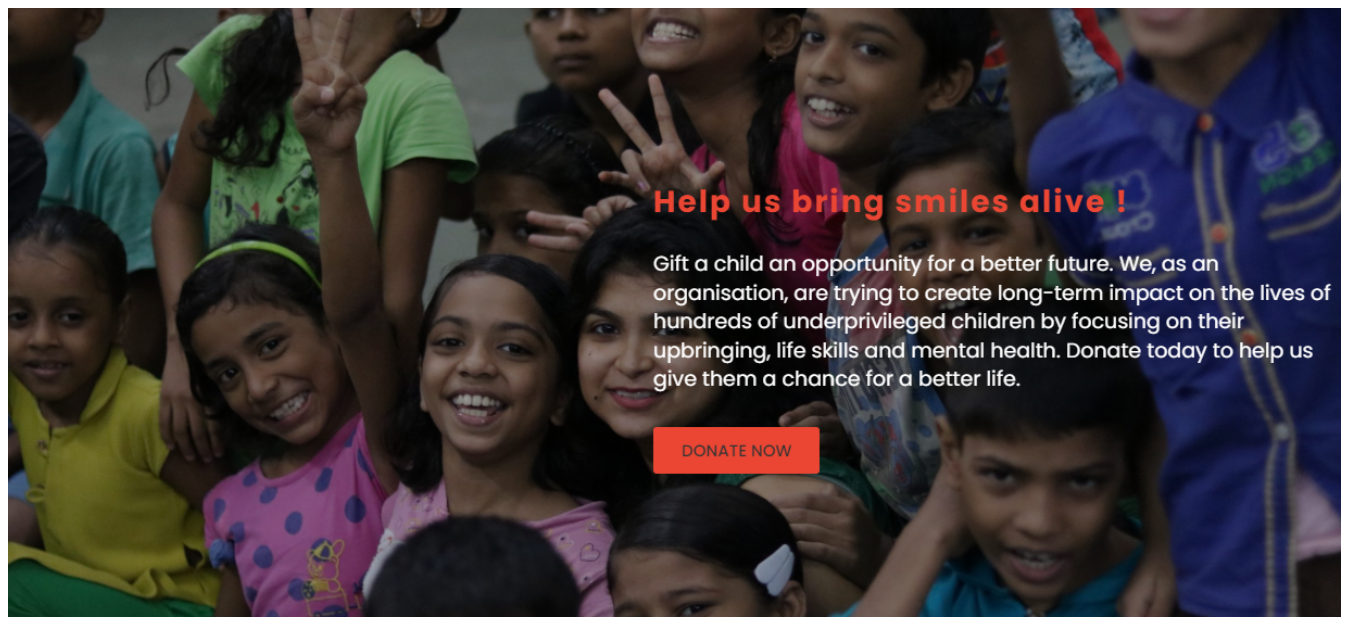 Help us bring smiles alive !
Gift a child an opportunity for a better future. We, as an
organisation, are trying to create long-term impact on the lives of
hundreds of underprivileged children by focusing on their
upbringing, life skills and mental health. Donate today to help us
give them a chance for a better life.
DONATE NOW